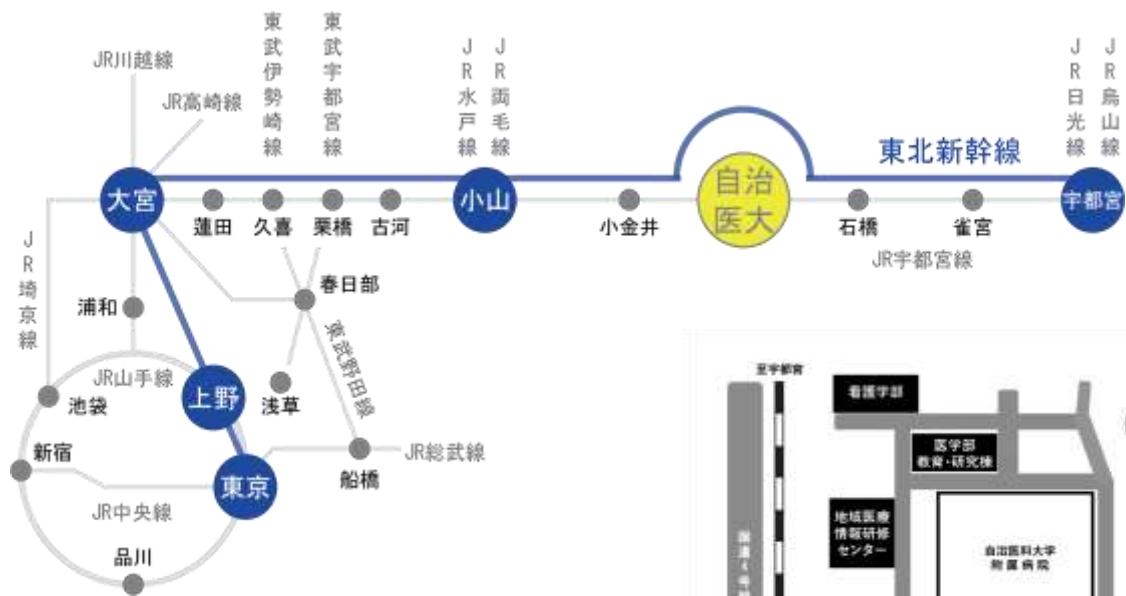 JR川越線
JR高崎線
東武伊勢崎線
東武宇都宮線
JR水戸線
JR両毛線
JR日光線
JR烏山線
東北新幹線
大宮
蓮田
久喜
栗橋
古河
小山
小金井
自治
医大
石橋
雀宮
宇都宮
JR宇都宮線
JR埼京線
浦和
春日部
東武野田線
JR山手線
池袋
上野
浅草
新宿
東京
船橋
JR総武線
JR中央線
品川
至宇都宮
看護学部
医学部
教育・研究棟
地域医療
情報研修
センター
自治医科大学
附属病院
国道4号